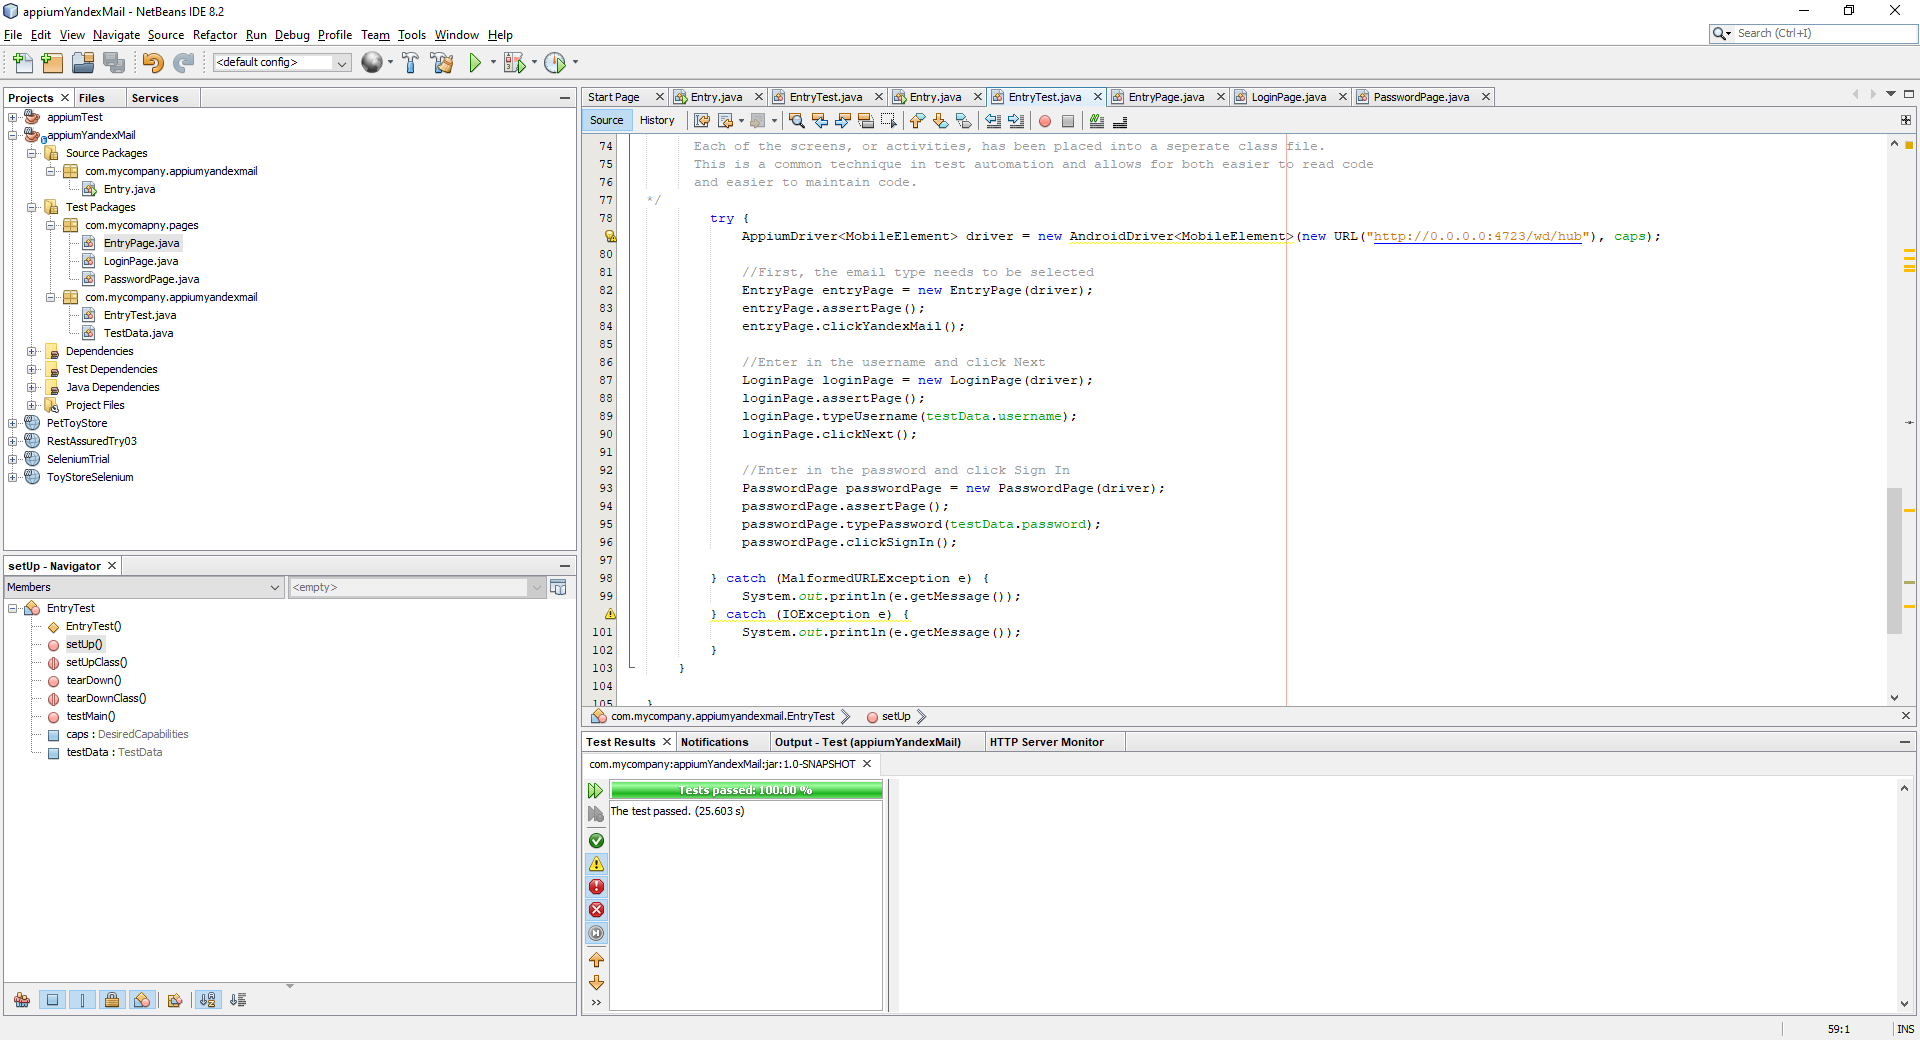 appiumYandexMail - NetBeans IDE 8.2
File Edit View Navigate Source Refactor Run Debug Profile Team Tools Window Help
Search (Ctrl+I)
<default config>
Projects Files Services
appiumTest
appiumYandexMail
Source Packages
com.mycompany.appiumyandexmail
Entry.java
Test Packages
com.mycomapny.pages
EntryPage.java
LoginPage.java
PasswordPage.java
com.mycompany.appiumyandexmail
EntryTest.java
TestData.java
Dependencies
Test Dependencies
Java Dependencies
Project Files
PetToyStore
RestAssuredTry03
SeleniumTrial
ToyStoreSelenium
setUp - Navigator
Members <empty>
EntryTest
EntryTest()
setUp()
setUpClass()
tearDown()
tearDownClass()
testMain()
caps : DesiredCapabilities
testData : TestData
Start Page Entry.java EntryTest.java Entry.java EntryTest.java EntryPage.java LoginPage.java PasswordPage.java
Source History
74 Each of the screens, or activities, has been placed into a seperate class file.
75 This is a common technique in test automation and allows for both easier to read code
76 and easier to maintain code.
77 */
78 try {
AppiumDriver<MobileElement> driver = new AndroidDriver<MobileElement>(new URL("http://0.0.0.0:4723/wd/hub"), caps);
80
81 //First, the email type needs to be selected
82 EntryPage entryPage = new EntryPage(driver);
83 entryPage.assertPage();
84 entryPage.clickYandexMail();
85
86 //Enter in the username and click Next
87 LoginPage loginPage = new LoginPage(driver);
88 loginPage.assertPage();
89 loginPage.typeUsername(testData.username);
90 loginPage.clickNext();
91
92 //Enter in the password and click Sign In
93 PasswordPage passwordPage = new PasswordPage(driver);
94 passwordPage.assertPage();
95 passwordPage.typePassword(testData.password);
96 passwordPage.clickSignIn();
97
98 } catch (MalformedURLException e) {
99 System.out.println(e.getMessage());
} catch (IOException e) {
101 System.out.println(e.getMessage());
102 }
103 }
104
105 }
com.mycompany.appiumyandexmail.EntryTest setUp
Test Results Notifications Output - Test (appiumYandexMail) HTTP Server Monitor
com.mycompany:appiumYandexMail:jar:1.0-SNAPSHOT
Tests passed: 100.00 %
The test passed. (25.603 s)
59:1 INS